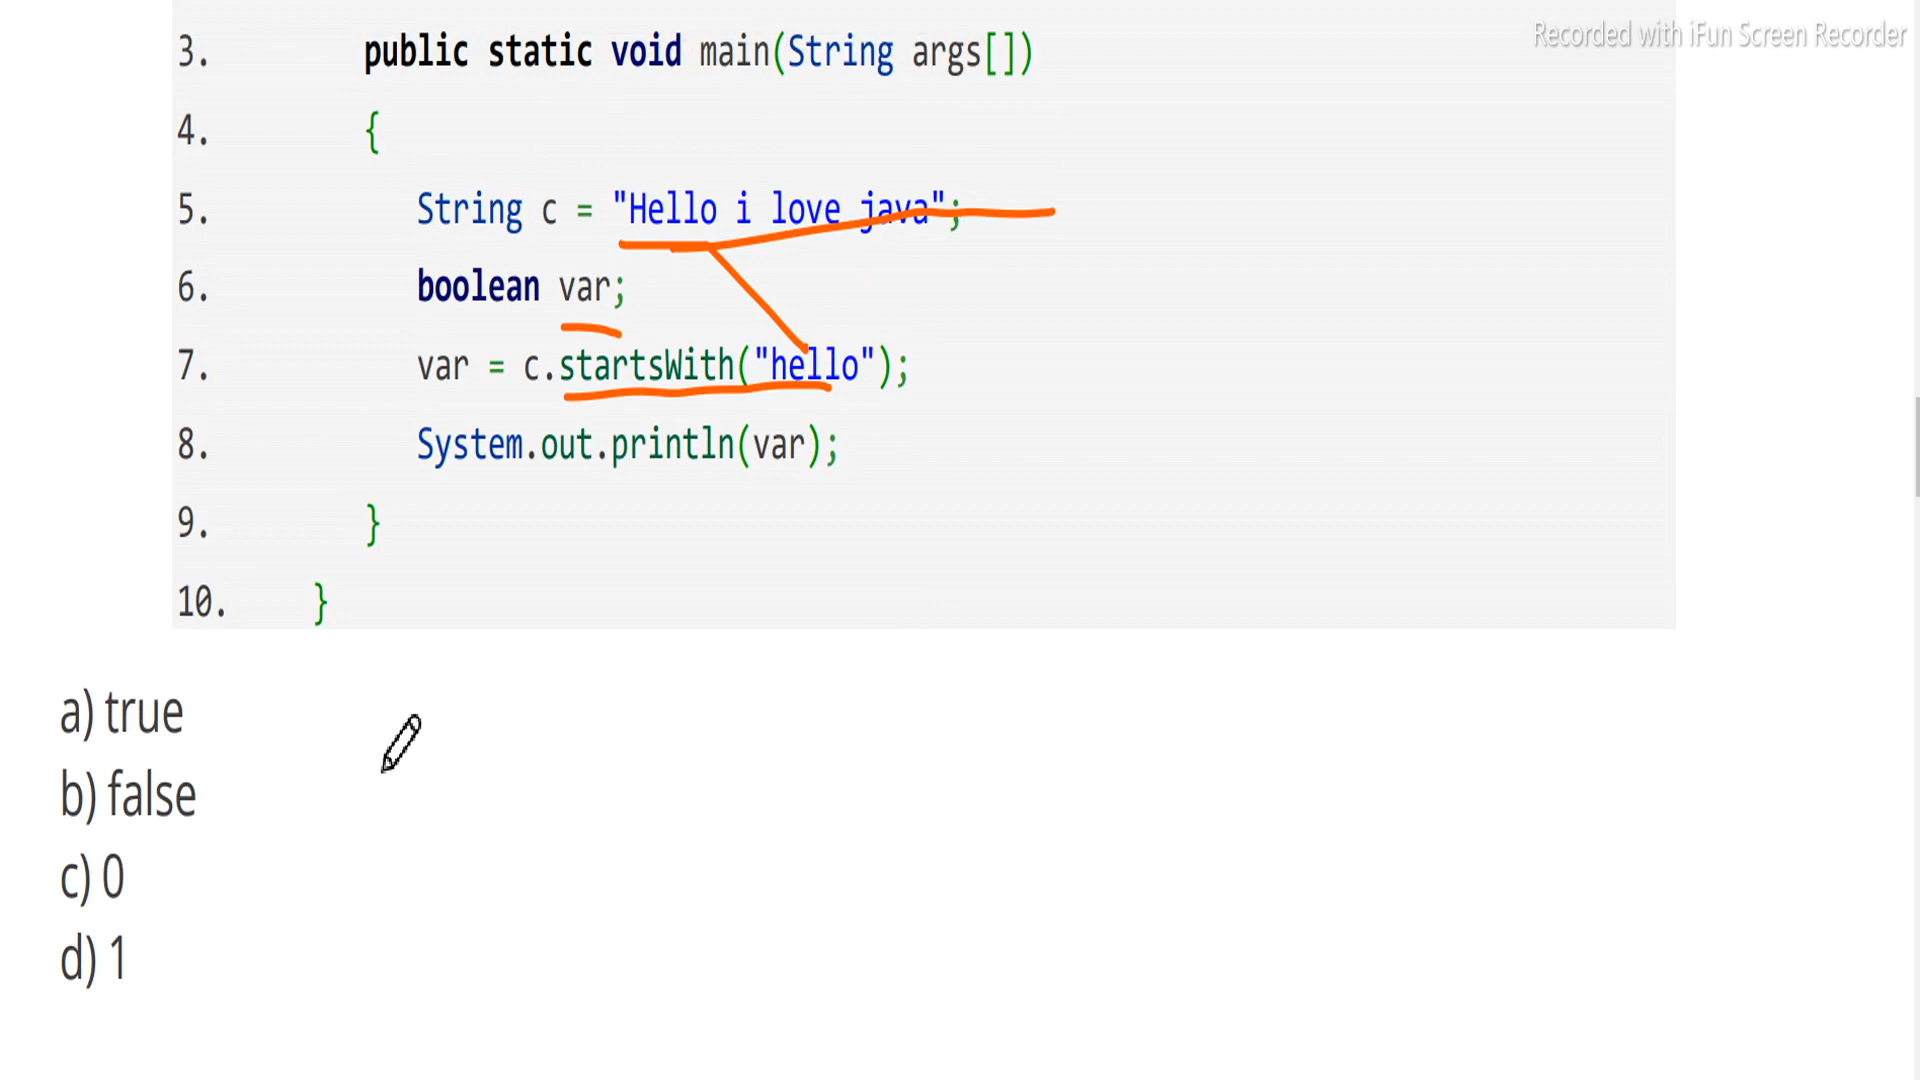 Recorded with iFun Screen Recorder
3. public static void main(String args[])
4. {
5. String c = "Hello i love java";
6. boolean var;
7. var = c.startsWith("hello");
8. System.out.println(var);
9. }
10. }
a) true
b) false
c) 0
d) 1